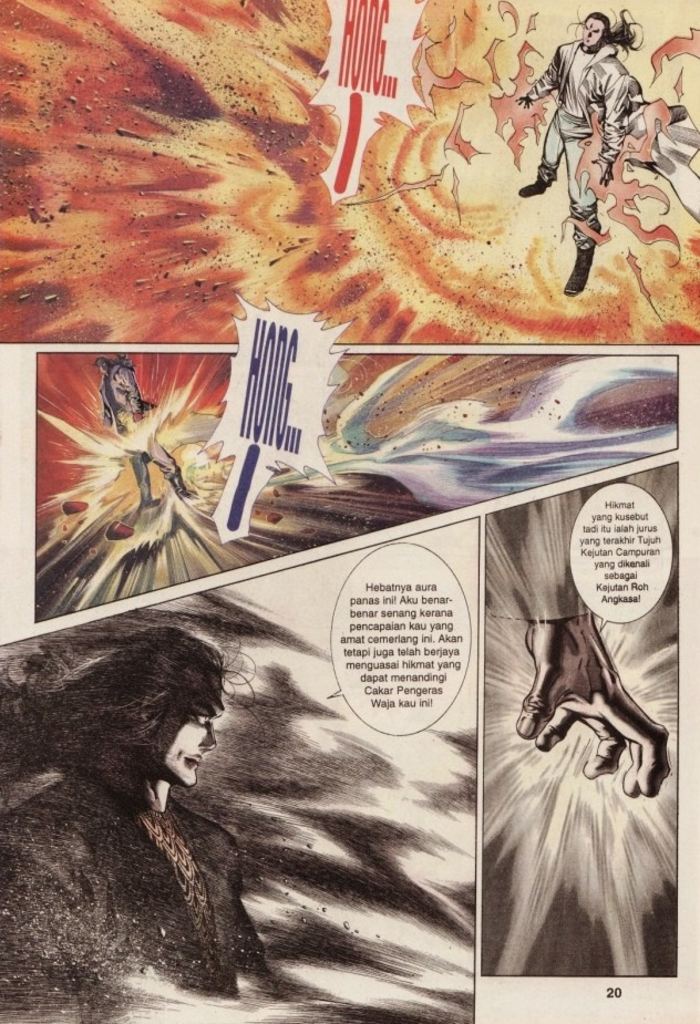 HONG...
HONG...
Hebatnya aura
panas ini! Aku benar-
benar senang kerana
pencapaian kau yang
amat cemerlang ini. Akan
tetapi juga telah berjaya
menguasai hikmat yang
dapat menandingi
Cakar Pengeras
Waja kau ini!
Hikmat
yang kusebut
tadi itu ialah jurus
yang terakhir Tujuh
Kejutan Campuran
yang dikenali
sebagai
Kejutan Roh
Angkasa!
20